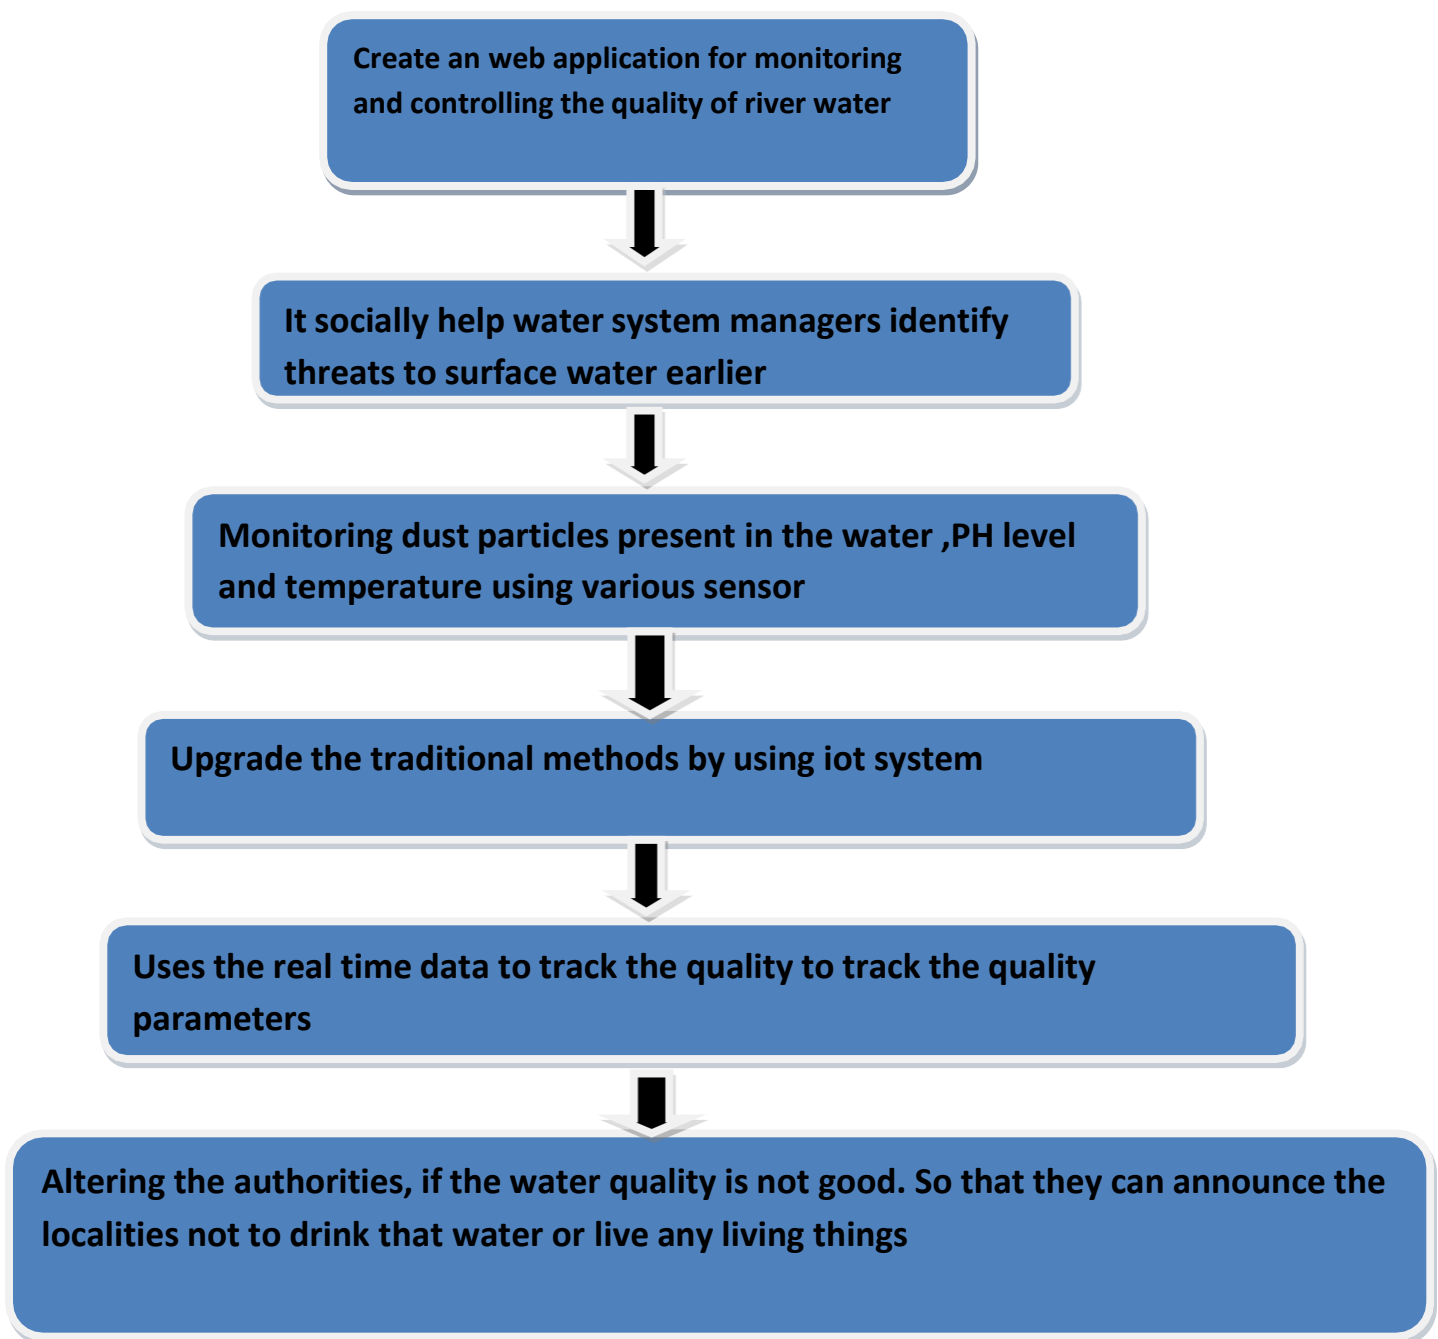 Create an web application for monitoring
and controlling the quality of river water
It socially help water system managers identify
threats to surface water earlier
Monitoring dust particles present in the water ,PH level
and temperature using various sensor
Upgrade the traditional methods by using iot system
Uses the real time data to track the quality to track the quality
parameters
Altering the authorities, if the water quality is not good. So that they can announce the
localities not to drink that water or live any living things